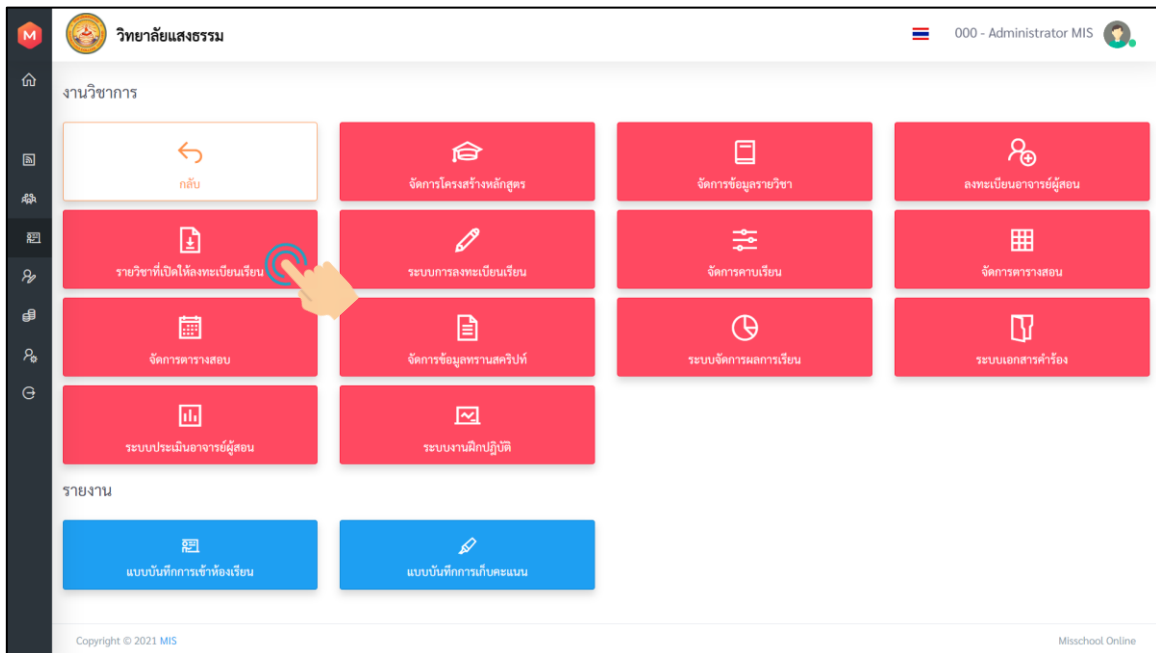 M
วิทยาลัยแสงธรรม
000 - Administrator MIS
งานวิชาการ
กลับ
จัดการโครงสร้างหลักสูตร
จัดการข้อมูลรายวิชา
ลงทะเบียนอาจารย์ผู้สอน
รายวิชาที่เปิดให้ลงทะเบียนเรียน
ระบบการลงทะเบียนเรียน
จัดการคาบเรียน
จัดการตารางสอน
จัดการตารางสอบ
จัดการข้อมูลทรานสคริปท์
ระบบจัดการผลการเรียน
ระบบเอกสารคำร้อง
ระบบประเมินอาจารย์ผู้สอน
ระบบงานฝึกปฏิบัติ
รายงาน
แบบบันทึกการเข้าห้องเรียน
แบบบันทึกการเก็บคะแนน
Copyright © 2021 MIS
Misschool Online